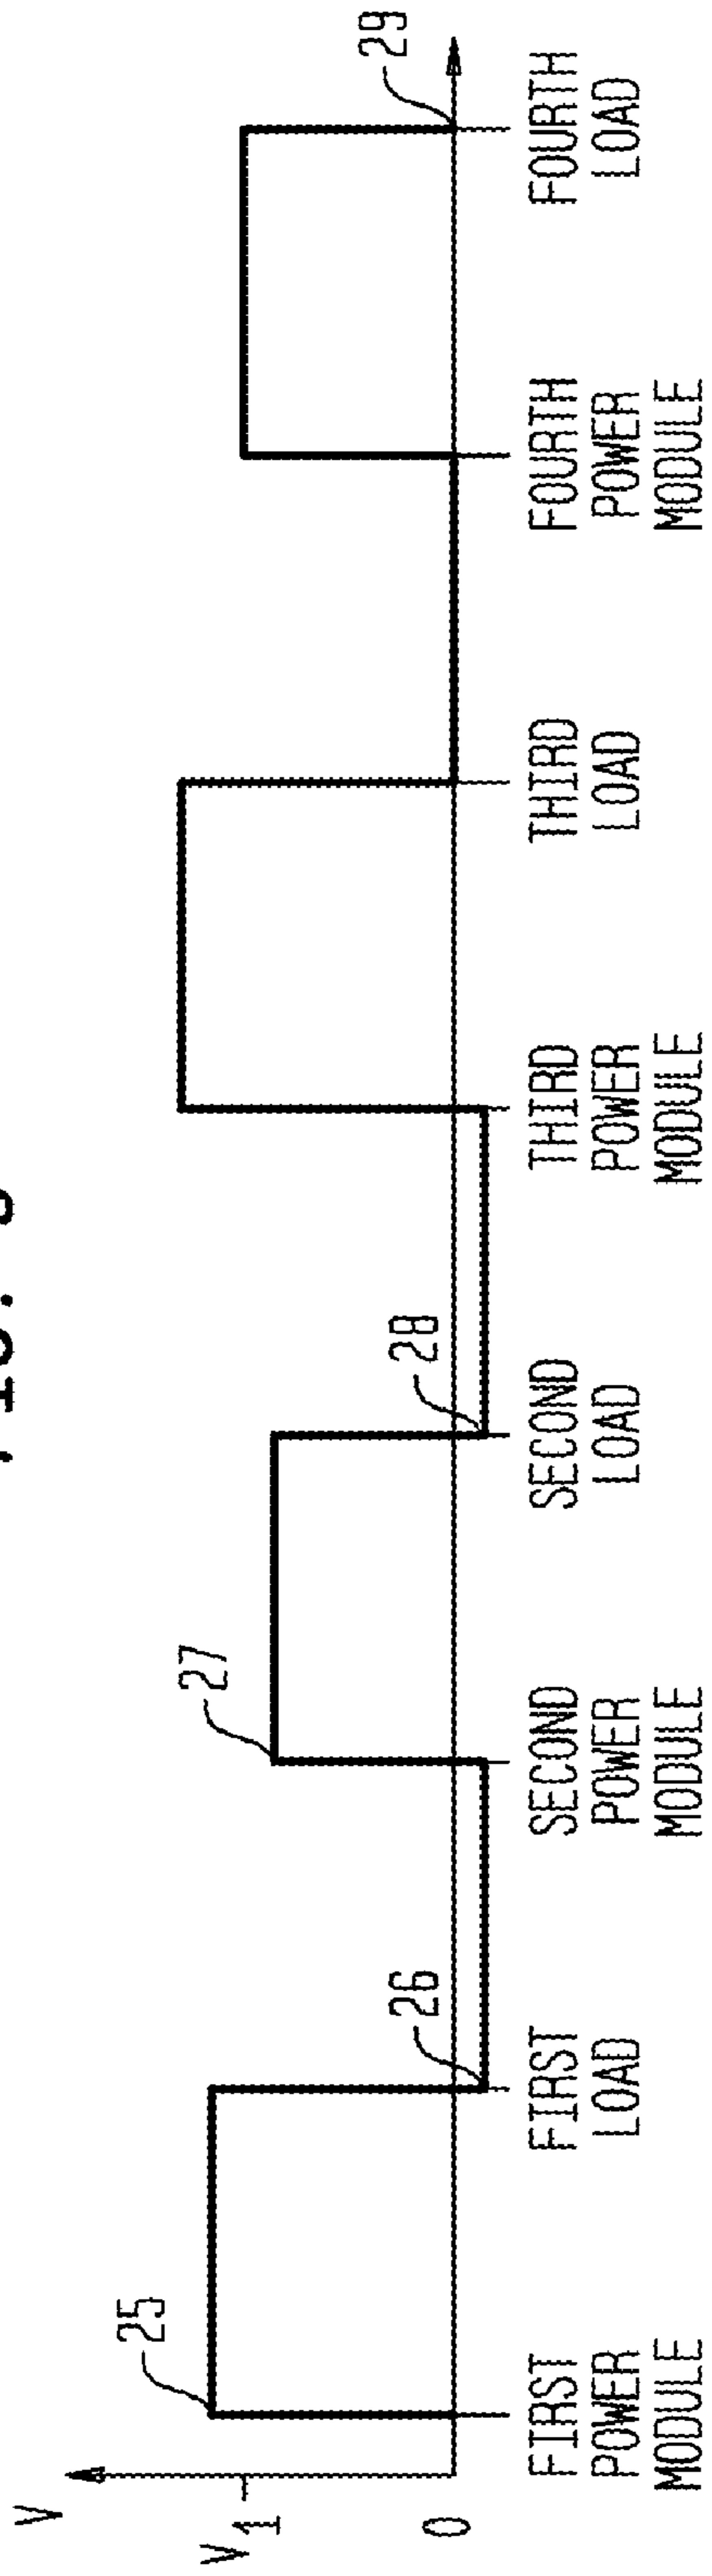 V
V1
0
25
26
27
28
29
FIRST
POWER
MODULE
FIRST
LOAD
SECOND
POWER
MODULE
SECOND
LOAD
THIRD
POWER
MODULE
THIRD
LOAD
FOURTH
POWER
MODULE
FOURTH
LOAD